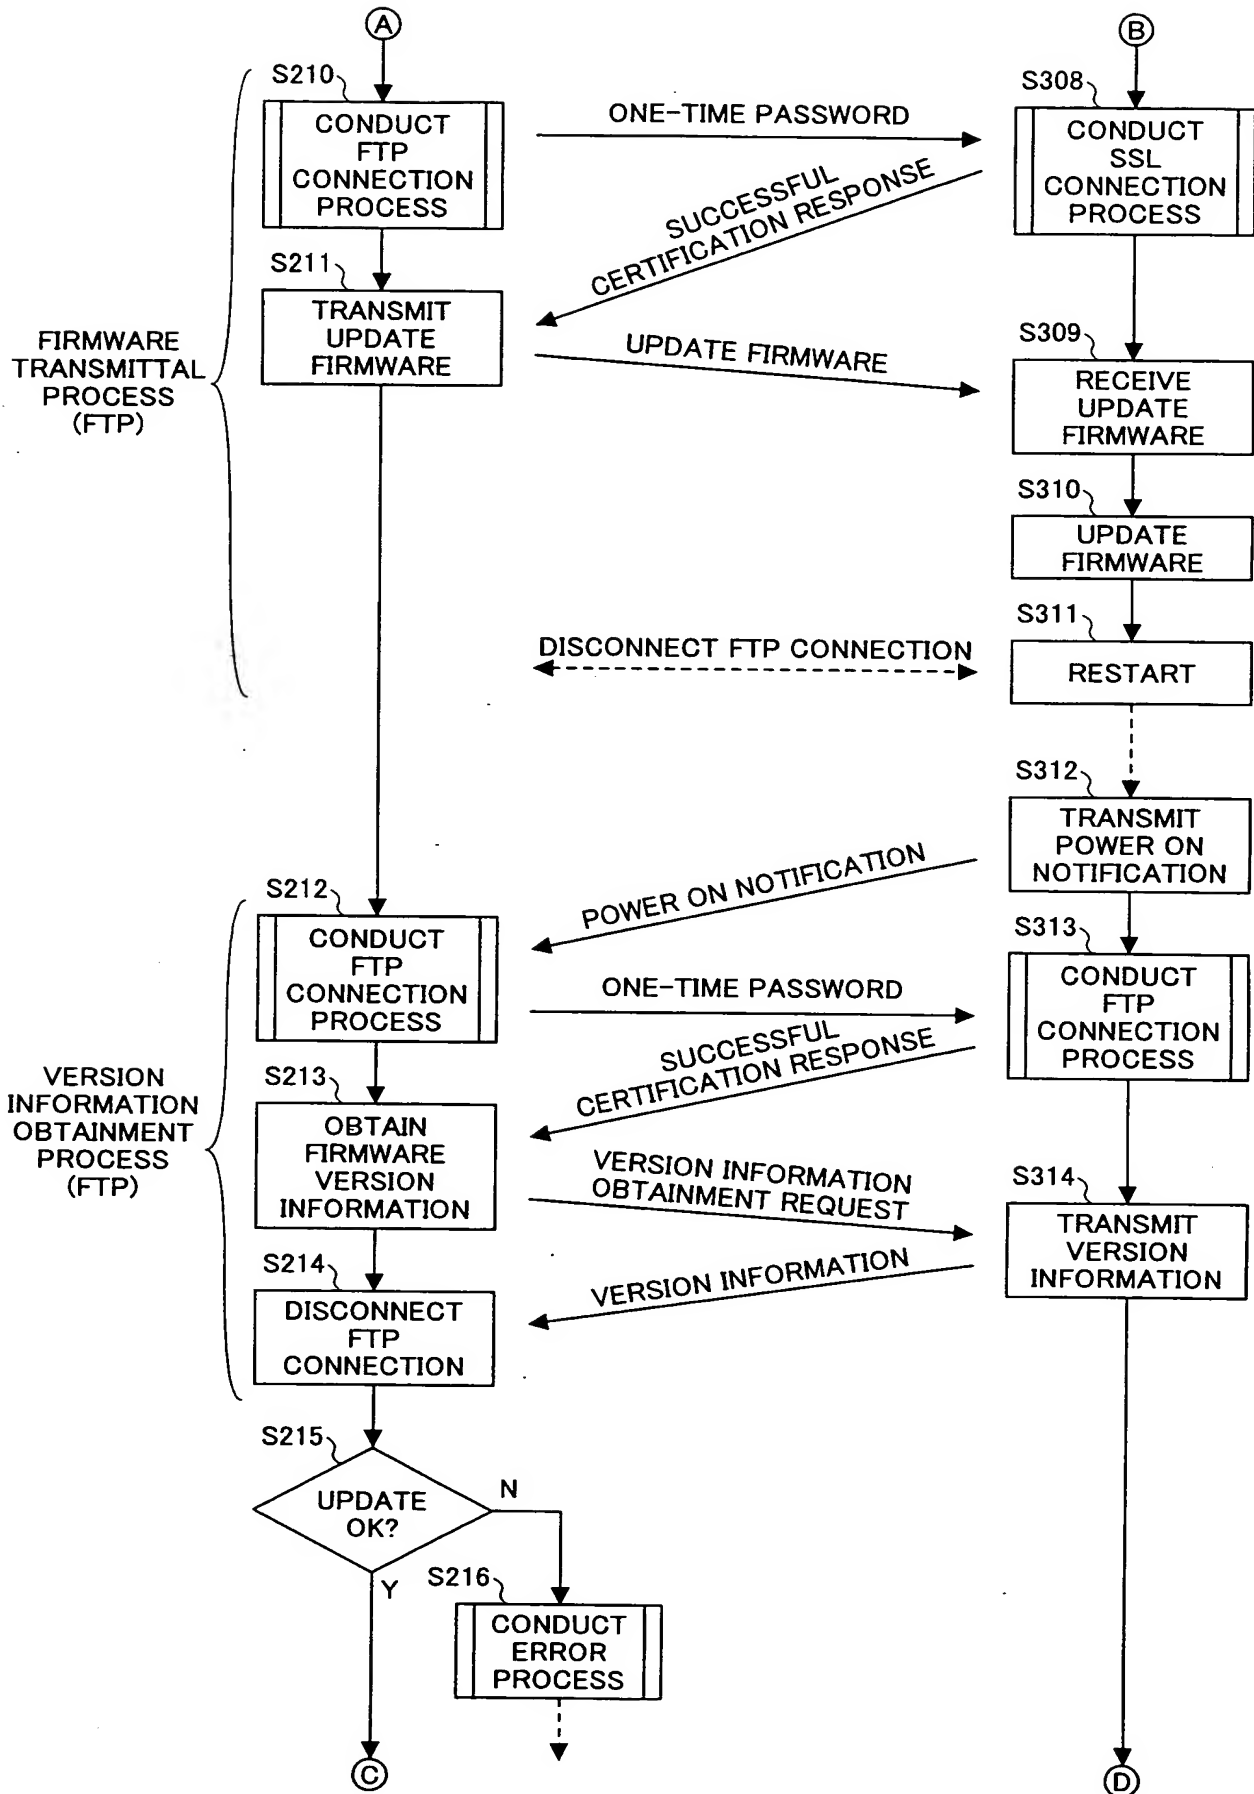 A
B
S210
CONDUCT
FTP
CONNECTION
PROCESS
ONE-TIME PASSWORD
S308
CONDUCT
SSL
CONNECTION
PROCESS
SUCCESSFUL
CERTIFICATION RESPONSE
S211
TRANSMIT
UPDATE
FIRMWARE
FIRMWARE
TRANSMITTAL
PROCESS
(FTP)
UPDATE FIRMWARE
S309
RECEIVE
UPDATE
FIRMWARE
S310
UPDATE
FIRMWARE
S311
RESTART
DISCONNECT FTP CONNECTION
S312
TRANSMIT
POWER ON
NOTIFICATION
POWER ON NOTIFICATION
S212
CONDUCT
FTP
CONNECTION
PROCESS
S313
CONDUCT
FTP
CONNECTION
PROCESS
ONE-TIME PASSWORD
SUCCESSFUL
CERTIFICATION RESPONSE
VERSION
INFORMATION
OBTAINMENT
PROCESS
(FTP)
S213
OBTAIN
FIRMWARE
VERSION
INFORMATION
VERSION INFORMATION
OBTAINMENT REQUEST
S314
TRANSMIT
VERSION
INFORMATION
VERSION INFORMATION
S214
DISCONNECT
FTP
CONNECTION
S215
UPDATE
OK?
N
Y
S216
CONDUCT
ERROR
PROCESS
C
D